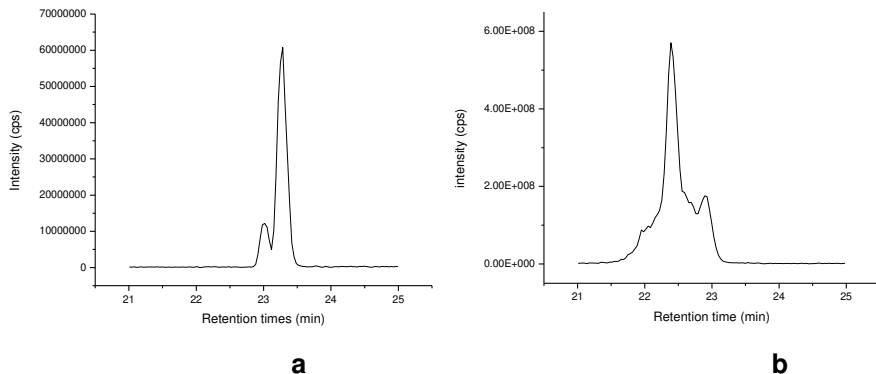 70000000
60000000
50000000
40000000
30000000
20000000
10000000
0
Intensity (cps)
21 22 23 24 25
Retention times (min)
a
6.00E+008
4.00E+008
2.00E+008
0.00E+000
intensity (cps)
21 22 23 24 25
Retention time (min)
b